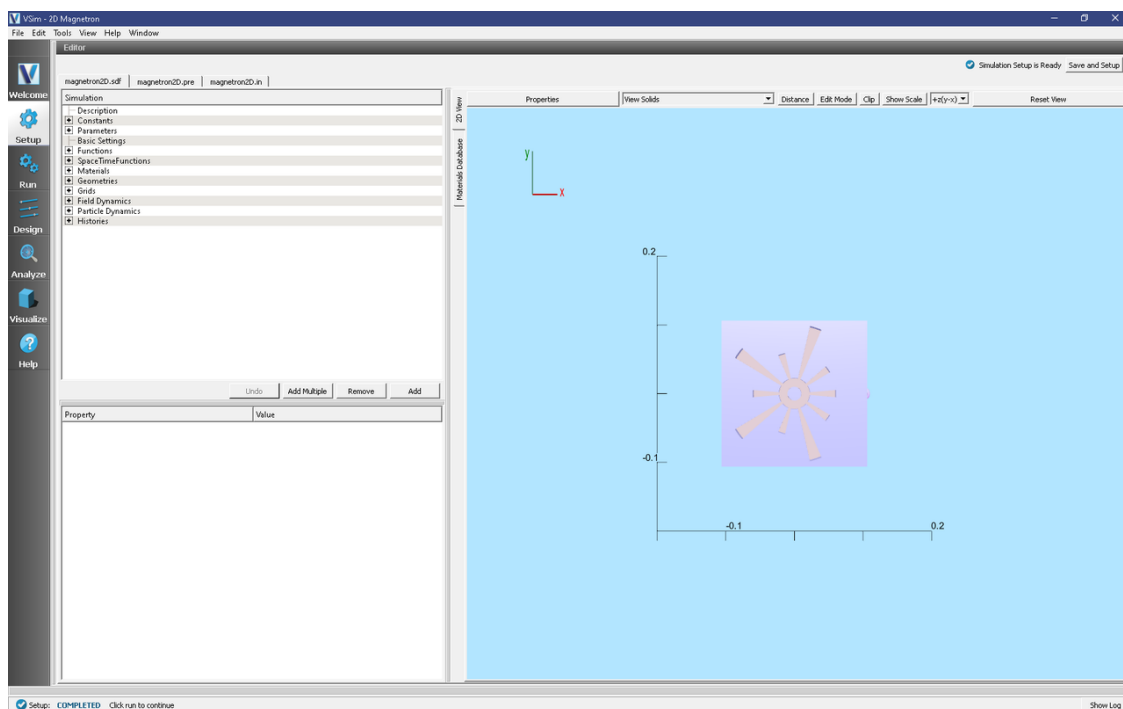 VSim - 2D Magnetron
File Edit Tools View Help Window
Editor
Simulation Setup is Ready Save and Setup
magnetron2D.sdf magnetron2D.pre magnetron2D.in
Welcome
Setup
Run
Design
Analyze
Visualize
Help
Simulation
Description
Constants
Parameters
Basic Settings
Functions
SpaceTimeFunctions
Materials
Geometries
Grids
Field Dynamics
Particle Dynamics
Histories
Undo Add Multiple Remove Add
Property Value
2D View
Materials Database
Properties View Solids Distance Edit Mode Clip Show Scale +z(y-x) Reset View
y
x
0.2
-0.1
-0.1 0.2
Setup: COMPLETED Click run to continue Show Log